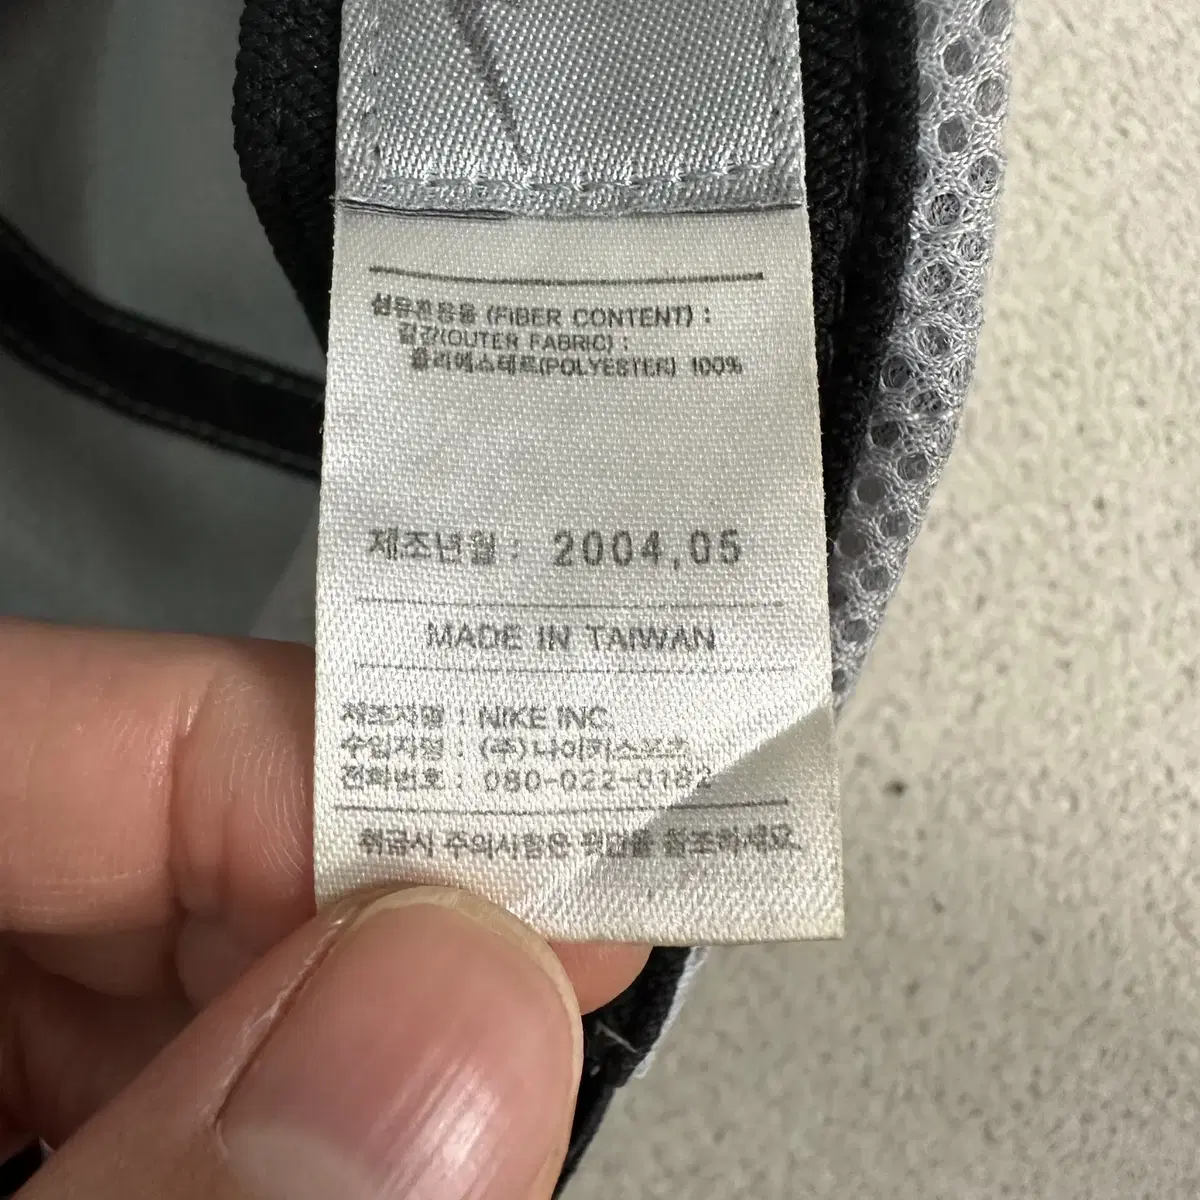 섬유혼용율 (FIBER CONTENT) :
겉감(OUTER FABRIC) :
폴리에스테르(POLYESTER) 100%
제조년월 : 2004.05
MADE IN TAIWAN
제조자명 : NIKE INC.
수입자명 : (주)나이키스포츠
전화번호 : 080-022-0182
취급시 주의사항은 뒷면를 참조하세요.